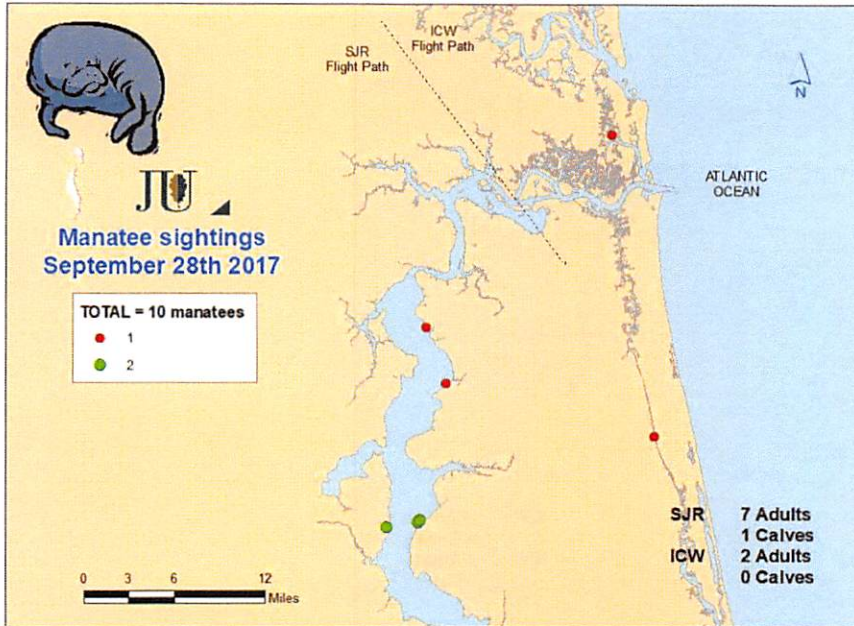 ICW
Flight Path
SJR
Flight Path
N
JU
ATLANTIC
OCEAN
Manatee sightings
September 28th 2017
TOTAL = 10 manatees
1
2
SJR 7 Adults
1 Calves
ICW 2 Adults
0 Calves
0 3 6 12
Miles